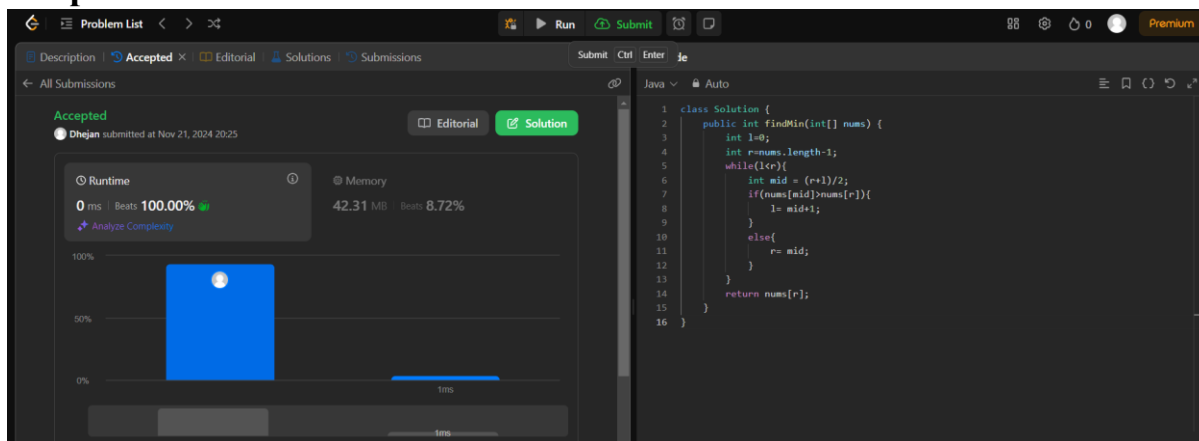 Problem List
Run
Submit
0
Premium
Description
Accepted
Editorial
Solutions
Submissions
Submit Ctrl Enter
de
← All Submissions
Java
Auto
Accepted
Dhejan submitted at Nov 21, 2024 20:25
Editorial
Solution
Runtime
0 ms Beats 100.00%
Analyze Complexity
Memory
42.31 MB Beats 8.72%
100%
50%
0%
1ms
1ms
1 class Solution {
2 public int findMin(int[] nums) {
3 int l=0;
4 int r=nums.length-1;
5 while(l<r){
6 int mid = (r+l)/2;
7 if(nums[mid]>nums[r]){
8 l= mid+1;
9 }
10 else{
11 r= mid;
12 }
13 }
14 return nums[r];
15 }
16 }